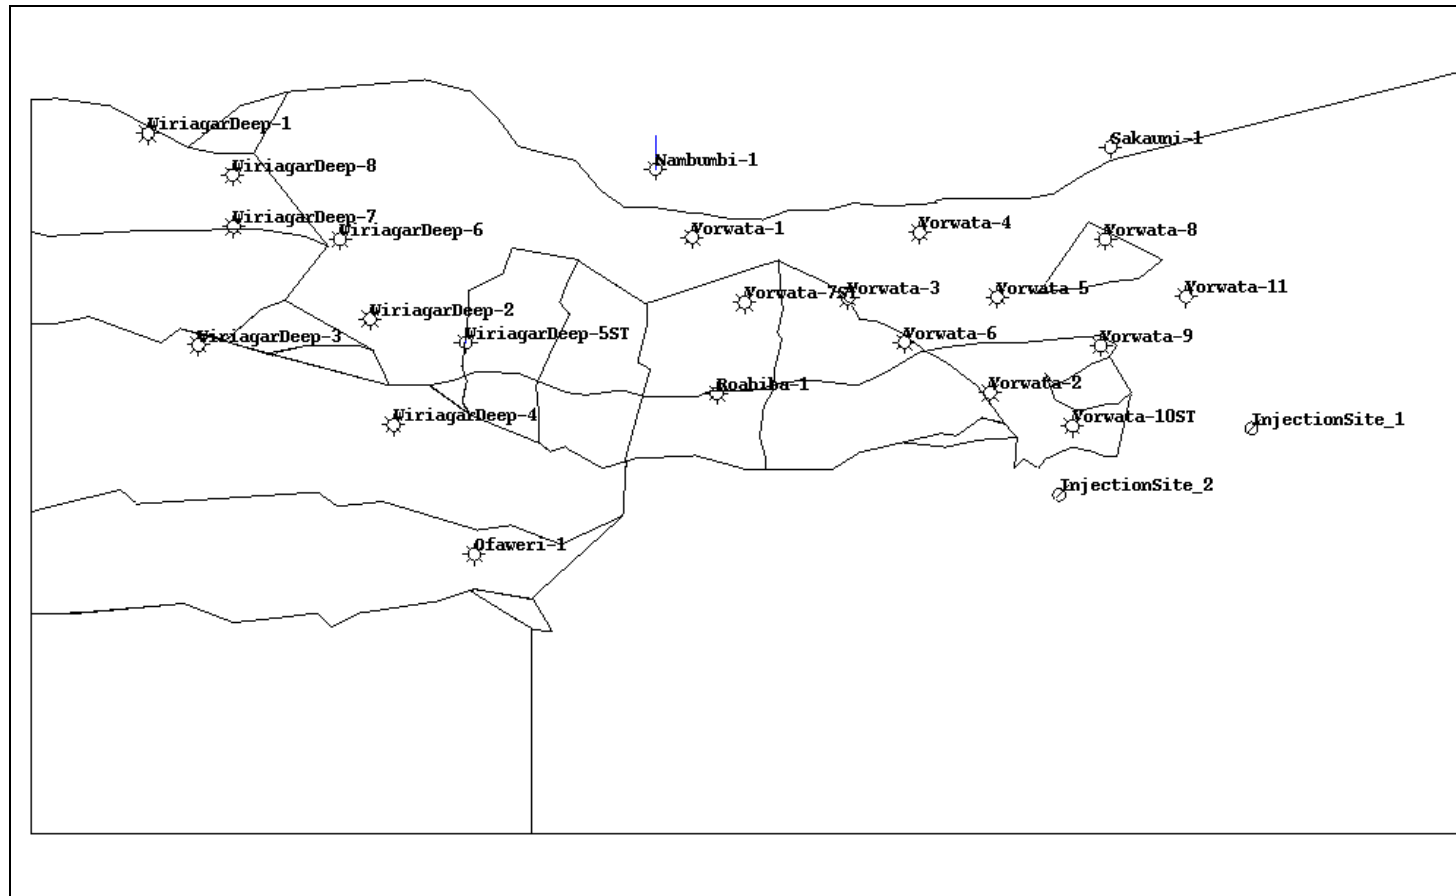 WiriagarDeep-1
Sakauni-1
Nambumbi-1
WiriagarDeep-8
WiriagarDeep-7
WiriagarDeep-6
Vorwata-1
Vorwata-4
Vorwata-8
Vorwata-7ST
Vorwata-3
Vorwata-5
Vorwata-11
WiriagarDeep-2
WiriagarDeep-3
WiriagarDeep-5ST
Vorwata-6
Vorwata-9
Roabiba-1
Vorwata-2
WiriagarDeep-4
Vorwata-10ST
InjectionSite_1
InjectionSite_2
Ofaweri-1